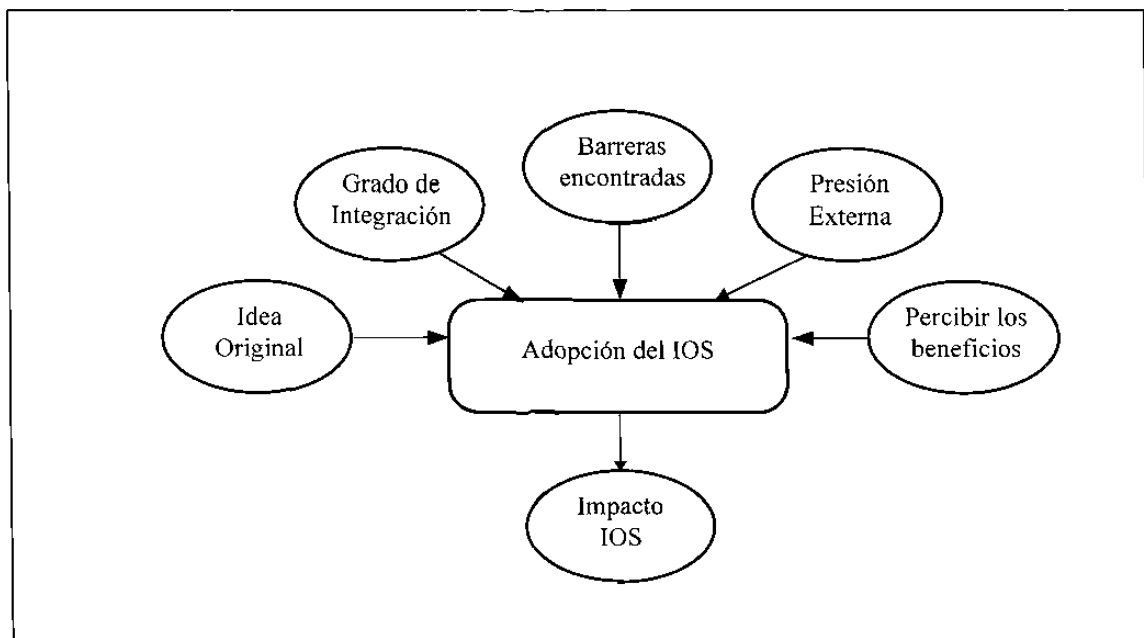 Barreras
encontradas
Grado de
Integración
Presión
Externa
Idea
Original
Adopción del IOS
Percibir los
beneficios
Impacto
IOS